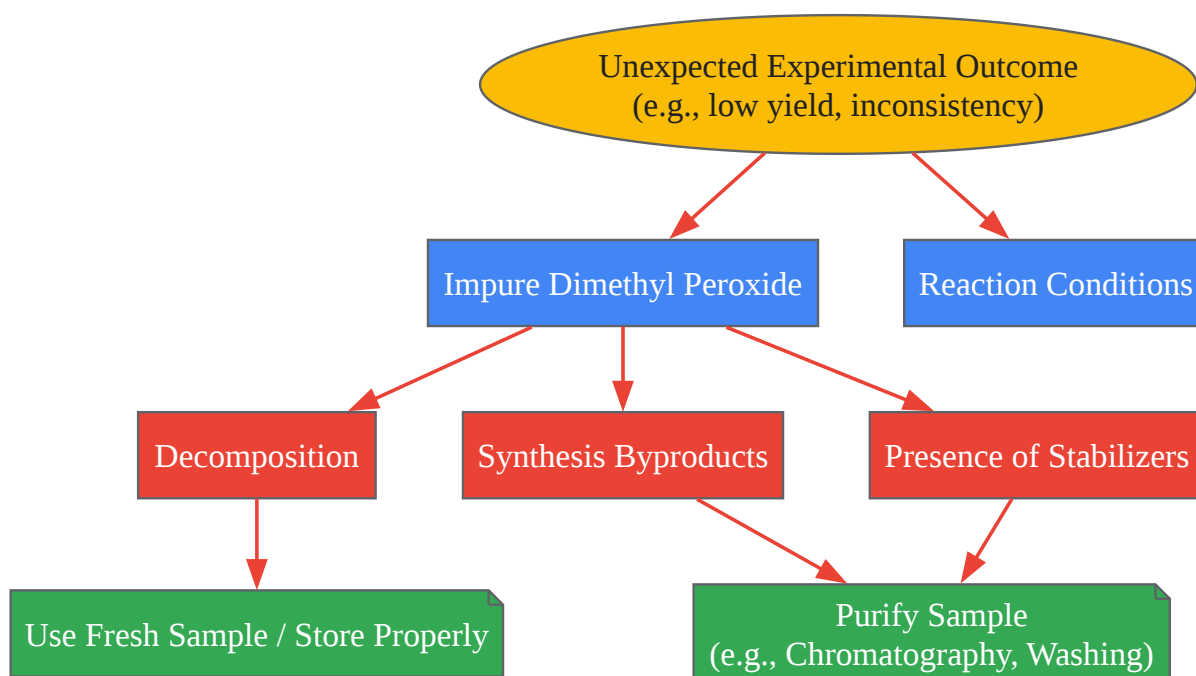 Unexpected Experimental Outcome
(e.g., low yield, inconsistency)
Impure Dimethyl Peroxide
Reaction Conditions
Decomposition
Synthesis Byproducts
Presence of Stabilizers
Use Fresh Sample / Store Properly
Purify Sample
(e.g., Chromatography, Washing)